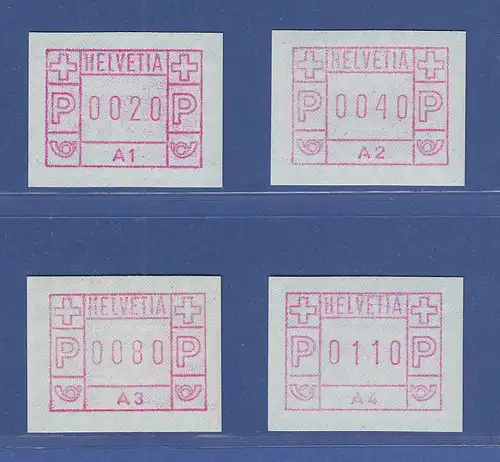 HELVETIA
P 0020 P
A1
HELVETIA
P 0040 P
A2
HELVETIA
P 0080 P
A3
HELVETIA
P 0110 P
A4